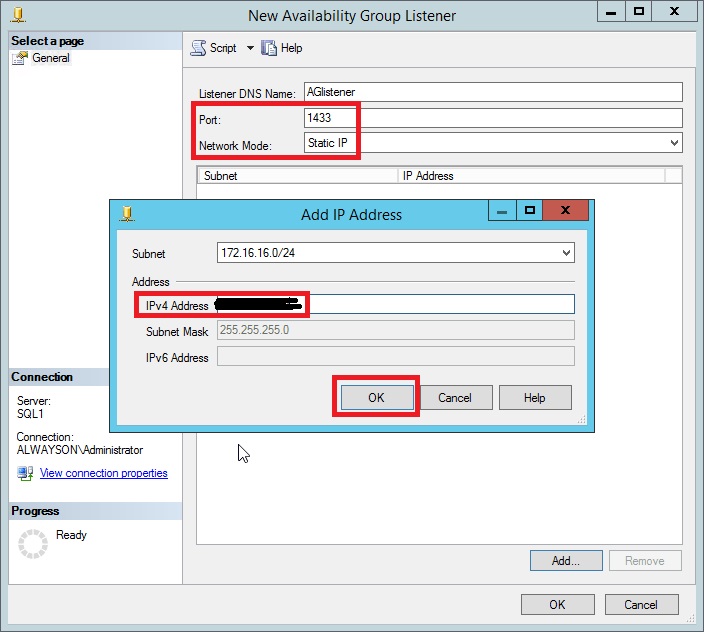 New Availability Group Listener
Select a page
General
Script Help
Listener DNS Name: AGlistener
Port: 1433
Network Mode: Static IP
Subnet IP Address
Add IP Address
Subnet 172.16.16.0/24
Address
IPv4 Address
Subnet Mask 255.255.255.0
IPv6 Address
OK Cancel Help
Connection
Server:
SQL1
Connection:
ALWAYSON\Administrator
View connection properties
Progress
Ready
Add... Remove
OK Cancel